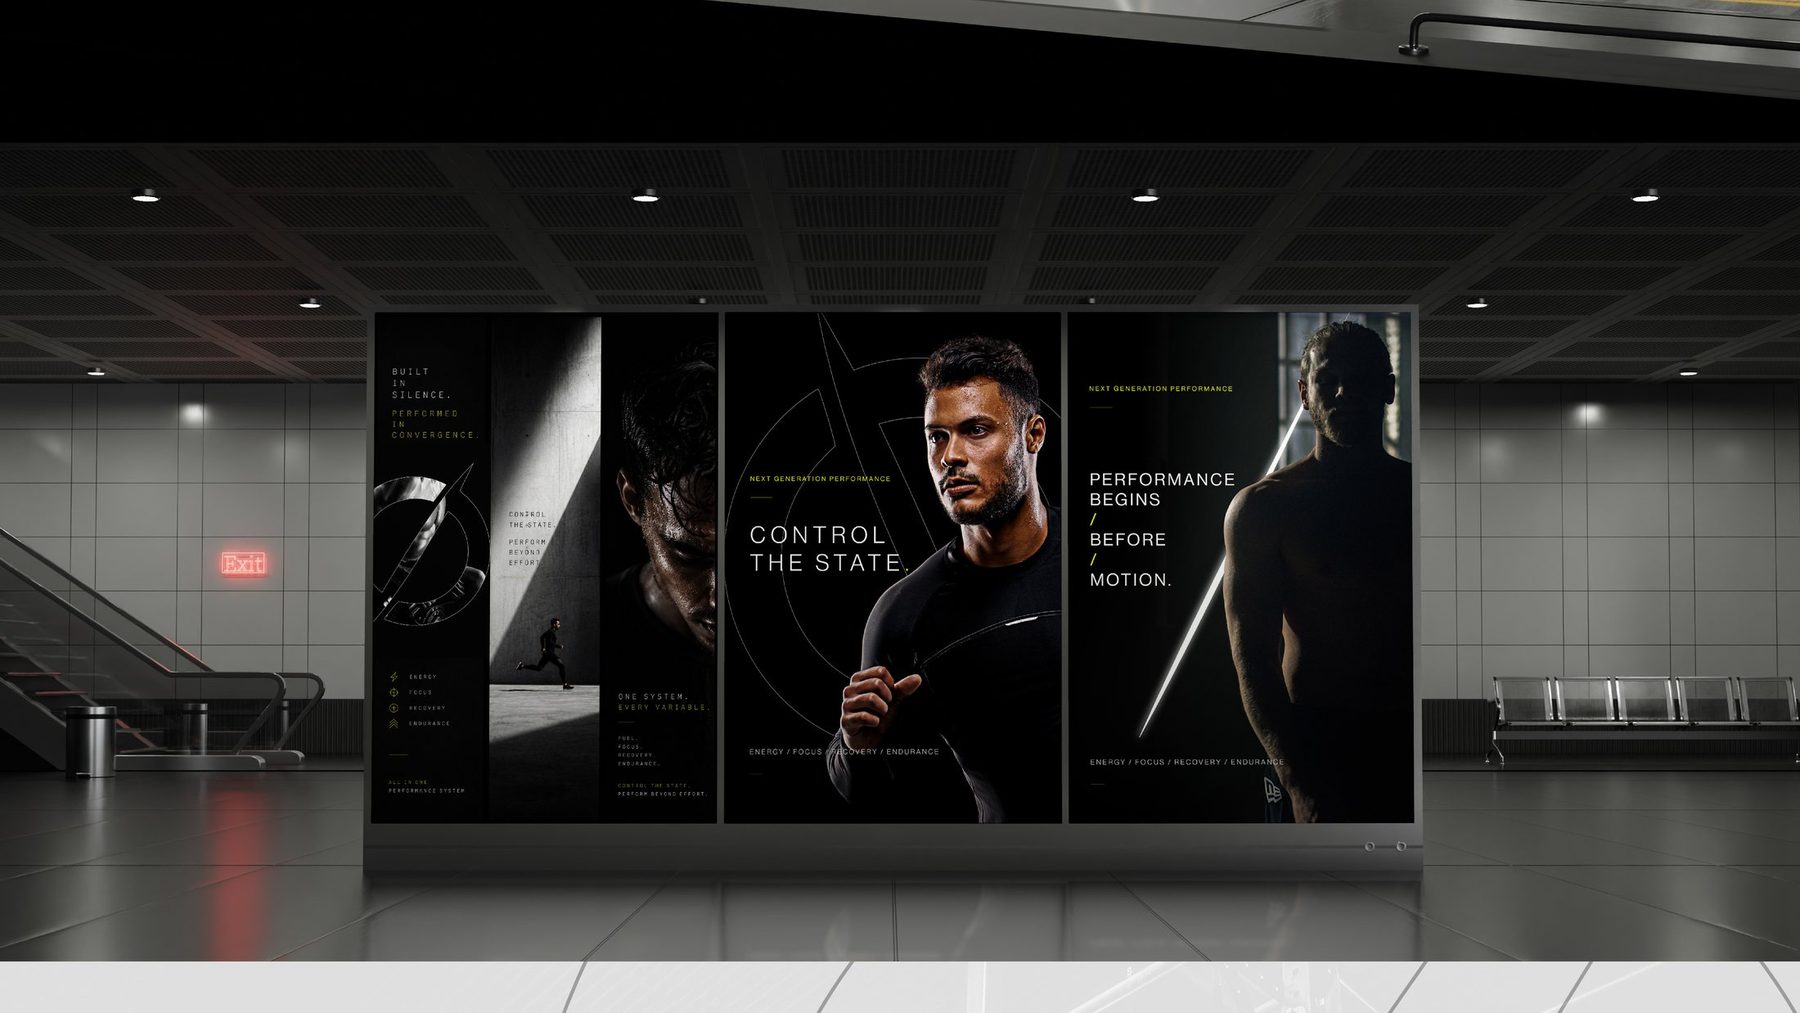 Exit
BUILT
IN
SILENCE.
PERFORMED
IN
CONVERGENCE.
ENERGY
FOCUS
RECOVERY
ENDURANCE
ALL IN ONE
PERFORMANCE SYSTEM
CONTROL
THE STATE.
PERFORM
BEYOND
EFFORT.
ONE SYSTEM.
EVERY VARIABLE.
FUEL.
FOCUS.
RECOVERY.
ENDURANCE.
CONTROL THE STATE.
PERFORM BEYOND EFFORT.
NEXT GENERATION PERFORMANCE
CONTROL
THE STATE.
ENERGY / FOCUS / RECOVERY / ENDURANCE
NEXT GENERATION PERFORMANCE
PERFORMANCE
BEGINS
/
BEFORE
/
MOTION.
ENERGY / FOCUS / RECOVERY / ENDURANCE